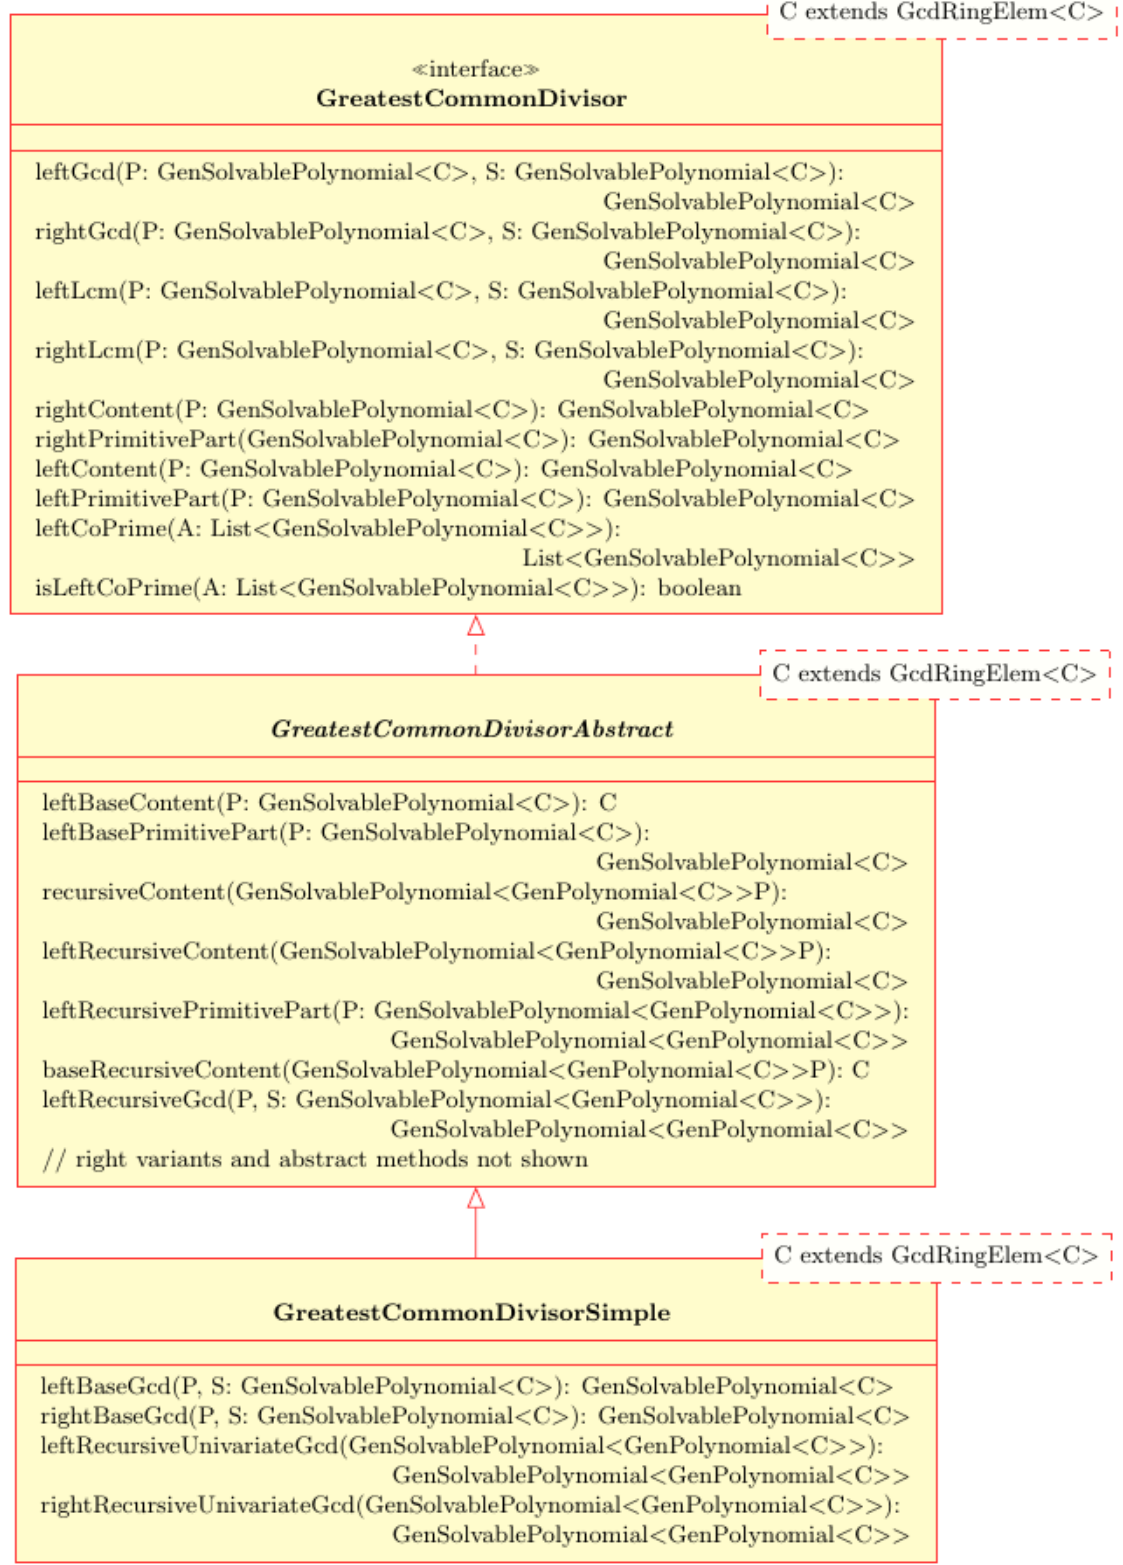 C extends GcdRingElem<C>
≪interface≫
GreatestCommonDivisor
leftGcd(P: GenSolvablePolynomial<C>, S: GenSolvablePolynomial<C>):
GenSolvablePolynomial<C>
rightGcd(P: GenSolvablePolynomial<C>, S: GenSolvablePolynomial<C>):
GenSolvablePolynomial<C>
leftLcm(P: GenSolvablePolynomial<C>, S: GenSolvablePolynomial<C>):
GenSolvablePolynomial<C>
rightLcm(P: GenSolvablePolynomial<C>, S: GenSolvablePolynomial<C>):
GenSolvablePolynomial<C>
rightContent(P: GenSolvablePolynomial<C>): GenSolvablePolynomial<C>
rightPrimitivePart(GenSolvablePolynomial<C>): GenSolvablePolynomial<C>
leftContent(P: GenSolvablePolynomial<C>): GenSolvablePolynomial<C>
leftPrimitivePart(P: GenSolvablePolynomial<C>): GenSolvablePolynomial<C>
leftCoPrime(A: List<GenSolvablePolynomial<C>>):
List<GenSolvablePolynomial<C>>
isLeftCoPrime(A: List<GenSolvablePolynomial<C>>): boolean
C extends GcdRingElem<C>
GreatestCommonDivisorAbstract
leftBaseContent(P: GenSolvablePolynomial<C>): C
leftBasePrimitivePart(P: GenSolvablePolynomial<C>):
GenSolvablePolynomial<C>
recursiveContent(GenSolvablePolynomial<GenPolynomial<C>>P):
GenSolvablePolynomial<C>
leftRecursiveContent(GenSolvablePolynomial<GenPolynomial<C>>P):
GenSolvablePolynomial<C>
leftRecursivePrimitivePart(P: GenSolvablePolynomial<GenPolynomial<C>>):
GenSolvablePolynomial<GenPolynomial<C>>
baseRecursiveContent(GenSolvablePolynomial<GenPolynomial<C>>P): C
leftRecursiveGcd(P, S: GenSolvablePolynomial<GenPolynomial<C>>):
GenSolvablePolynomial<GenPolynomial<C>>
// right variants and abstract methods not shown
C extends GcdRingElem<C>
GreatestCommonDivisorSimple
leftBaseGcd(P, S: GenSolvablePolynomial<C>): GenSolvablePolynomial<C>
rightBaseGcd(P, S: GenSolvablePolynomial<C>): GenSolvablePolynomial<C>
leftRecursiveUnivariateGcd(GenSolvablePolynomial<GenPolynomial<C>>):
GenSolvablePolynomial<GenPolynomial<C>>
rightRecursiveUnivariateGcd(GenSolvablePolynomial<GenPolynomial<C>>):
GenSolvablePolynomial<GenPolynomial<C>>